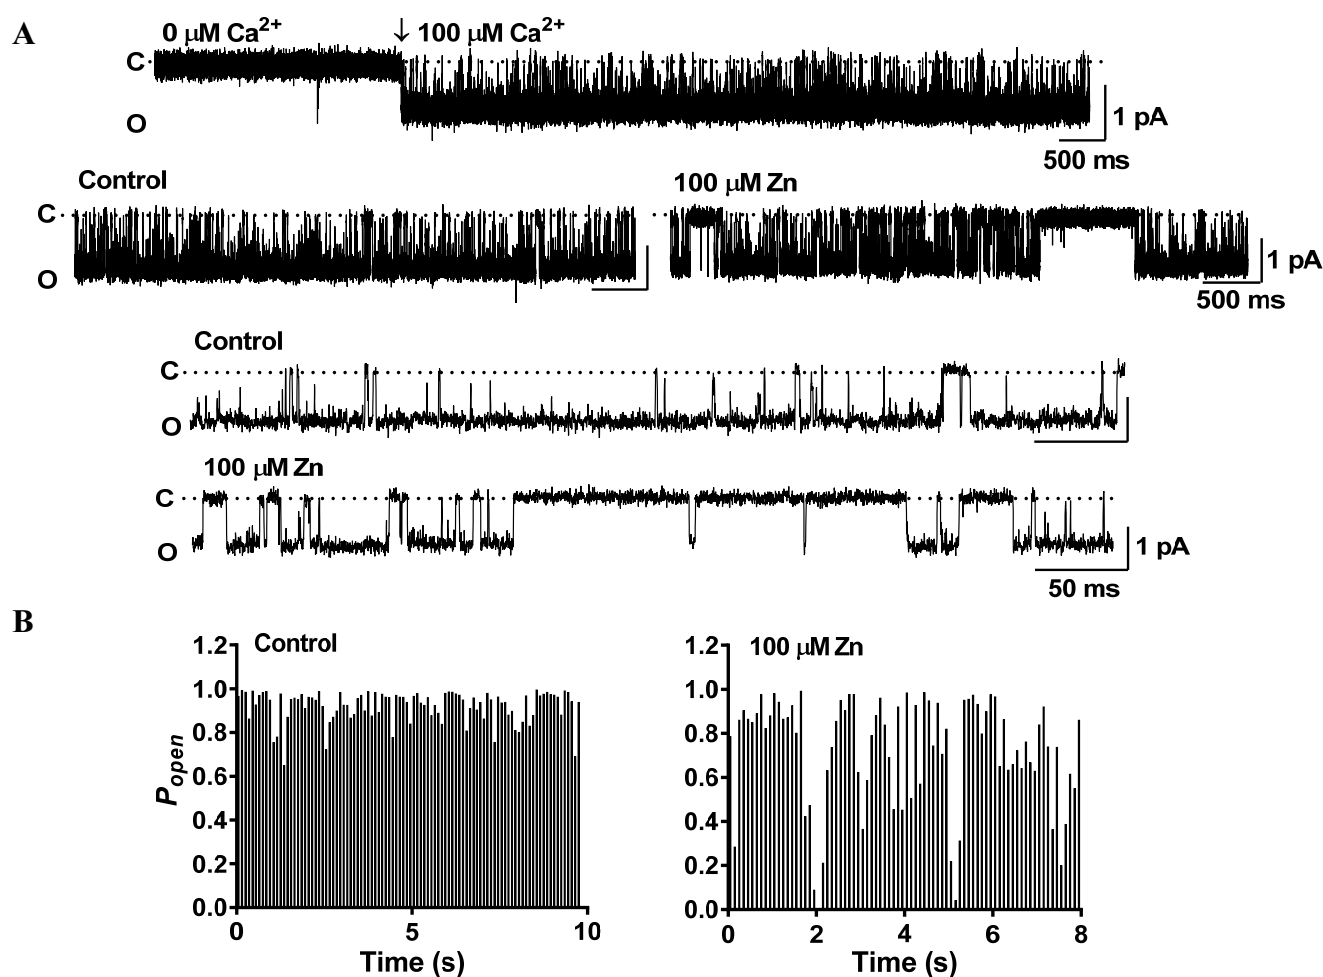 A
0 μM Ca2+ ↓ 100 μM Ca2+
C
O
1 pA
500 ms
Control
100 μM Zn
C
O
1 pA
500 ms
Control
C
O
100 μM Zn
C
O
1 pA
50 ms
B
Control
1.2
1.0
0.8
0.6
0.4
0.2
0.0
Popen
0 5 10
Time (s)
100 μM Zn
1.2
1.0
0.8
0.6
0.4
0.2
0.0
0 2 4 6 8
Time (s)